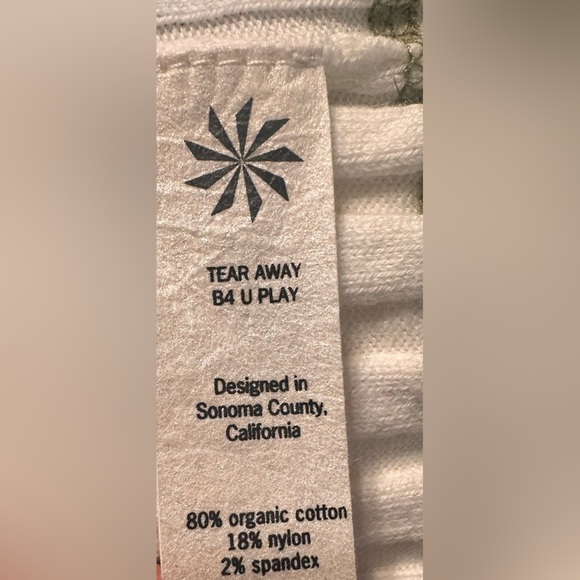 TEAR AWAY
B4 U PLAY
Designed in
Sonoma County,
California
80% organic cotton
18% nylon
2% spandex